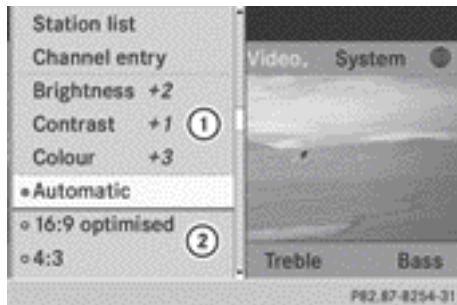 Station list
Channel entry
Video. System
Brightness +2
Contrast +1 ①
Colour +3
Automatic
16:9 optimised
②
4:3
Treble Bass
P82.87-8254-31